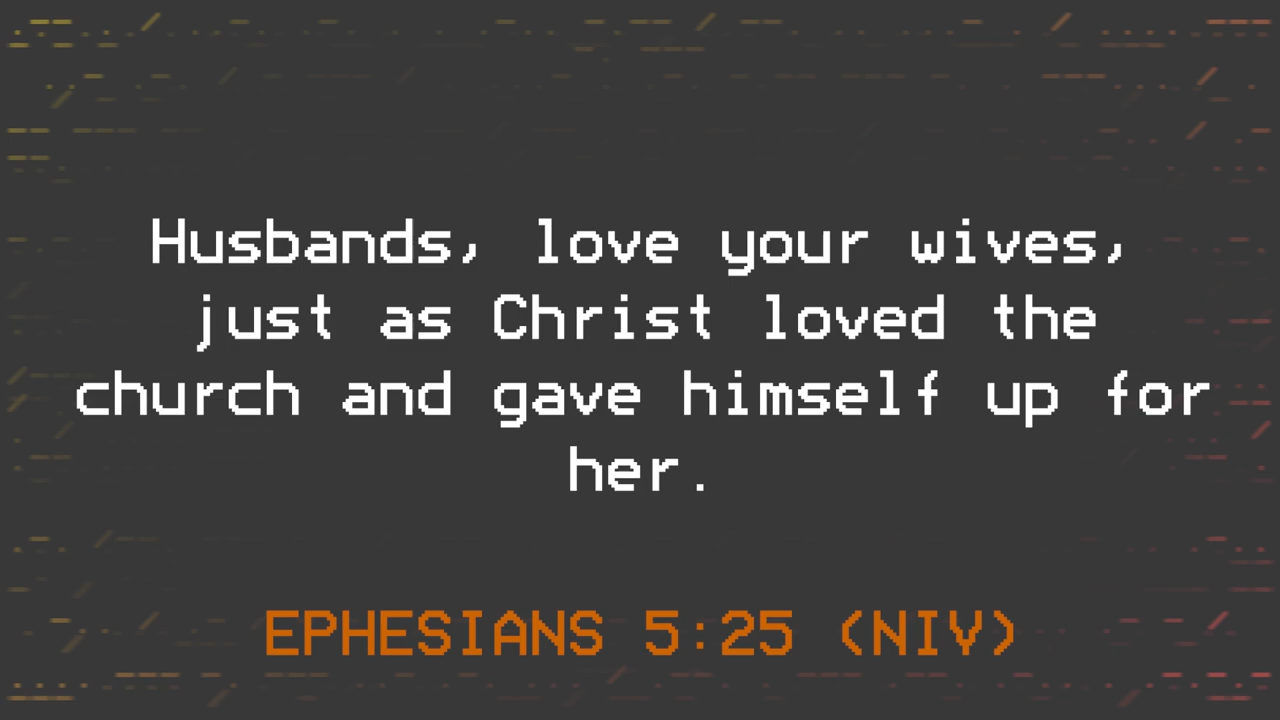 Husbands, love your wives,
just as Christ loved the
church and gave himself up for
her.
EPHESIANS 5:25 (NIV)